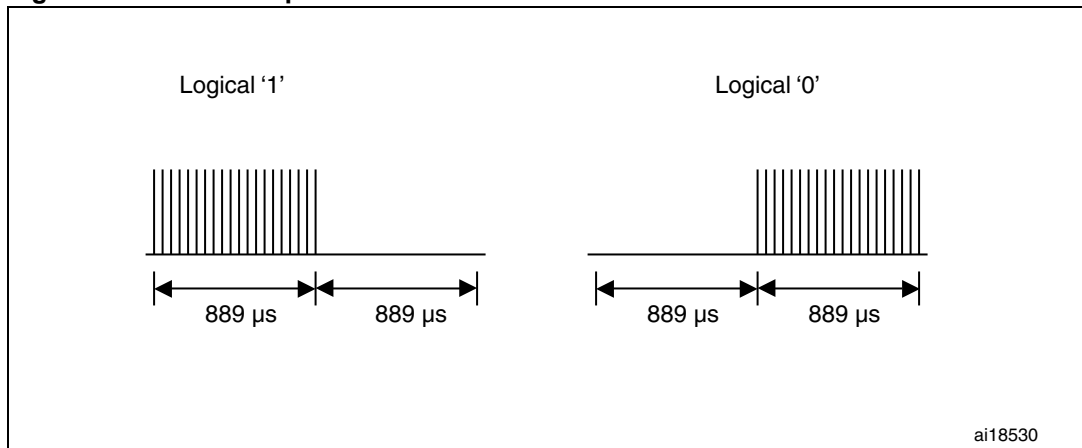 Logical ‘1’ Logical ‘0’
889 µs 889 µs 889 µs 889 µs
ai18530